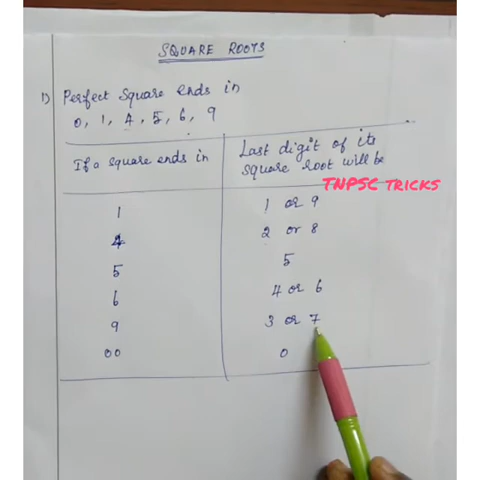 SQUARE ROOTS
1) Perfect Square ends in
0, 1, 4, 5, 6, 9
If a square ends in
Last digit of its
square root will be
TNPSC TRICKS
1 1 or 9
4 2 or 8
5 5
6 4 or 6
9 3 or 7
00 0